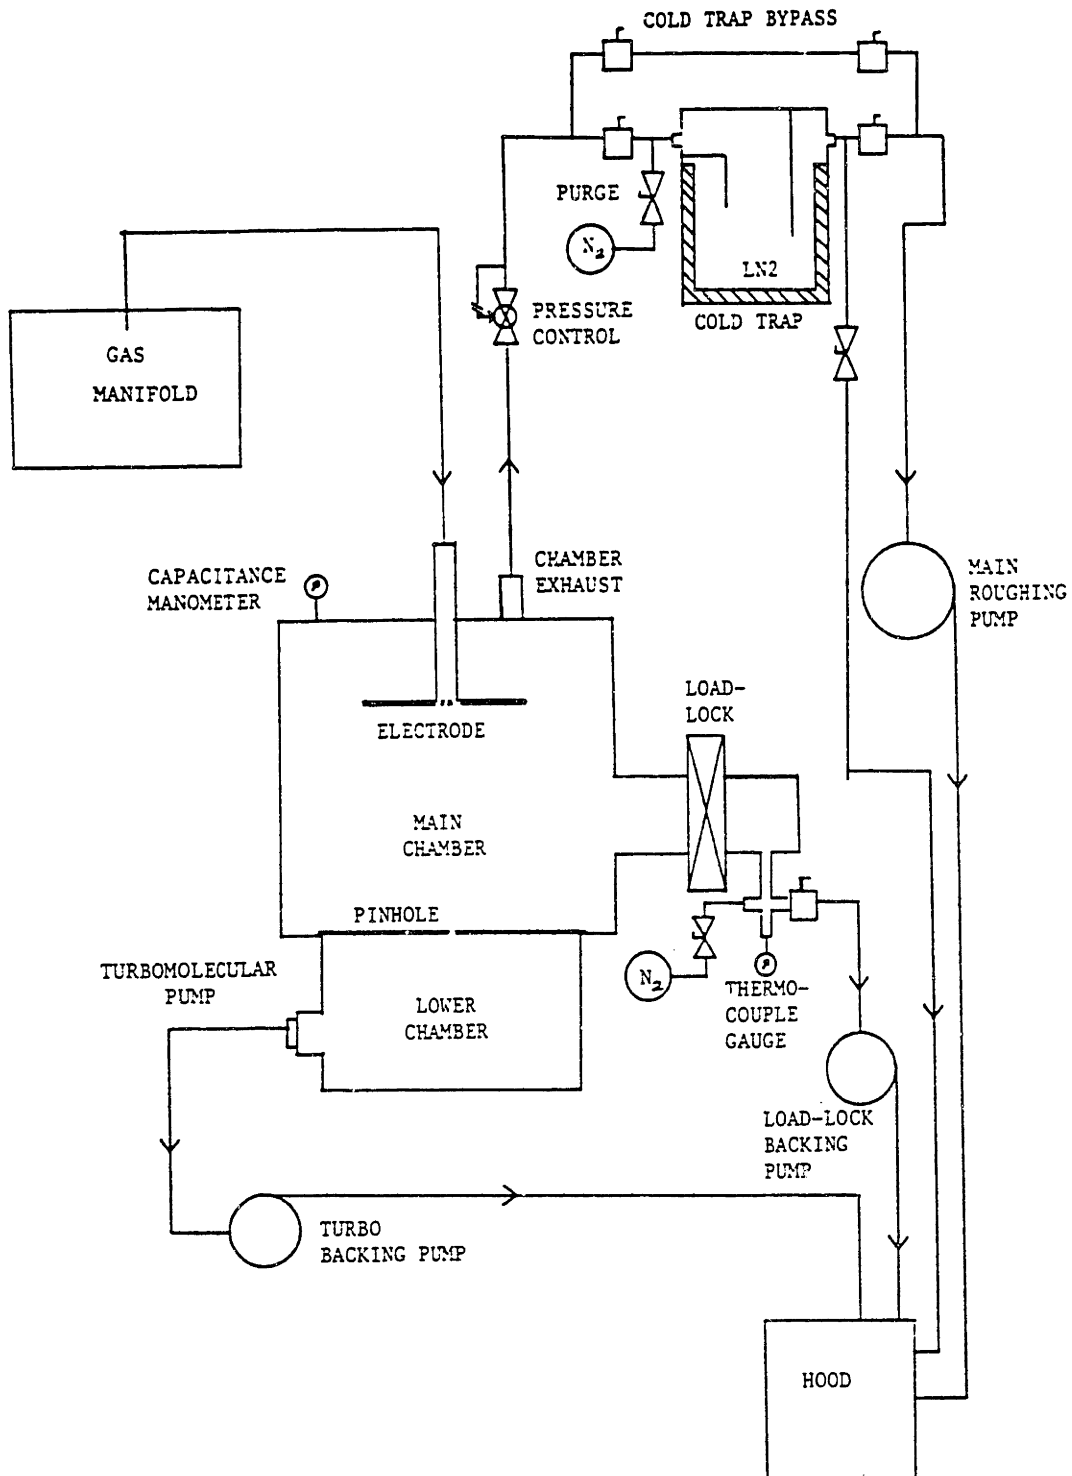 COLD TRAP BYPASS
PURGE
N2
LN2
COLD TRAP
PRESSURE
CONTROL
GAS
MANIFOLD
CHAMBER
EXHAUST
CAPACITANCE
MANOMETER
P
MAIN
ROUGHING
PUMP
LOAD-
LOCK
ELECTRODE
MAIN
CHAMBER
PINHOLE
TURBOMOLECULAR
PUMP
LOWER
CHAMBER
N2
P
THERMO-
COUPLE
GAUGE
LOAD-LOCK
BACKING
PUMP
TURBO
BACKING PUMP
HOOD